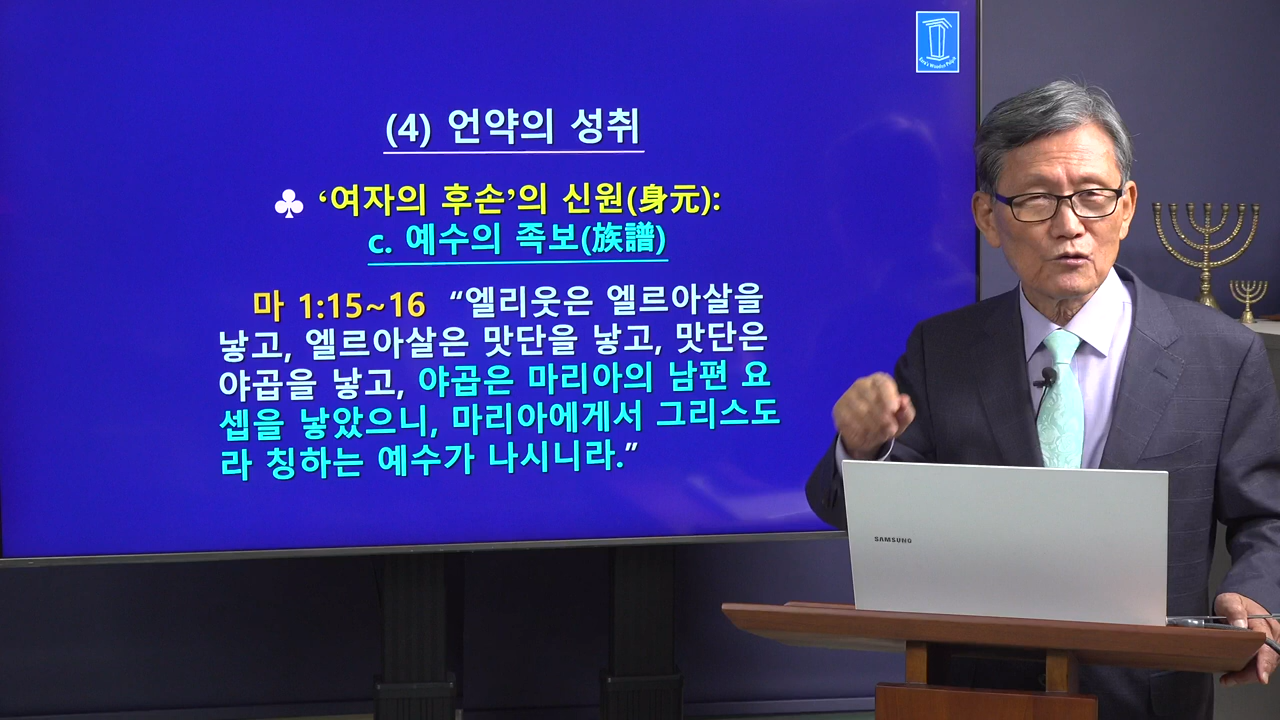 (4) 언약의 성취
♣ ‘여자의 후손’의 신원(身元):
c. 예수의 족보(族譜)
마 1:15~16 “엘리웃은 엘르아살을
낳고, 엘르아살은 맛단을 낳고, 맛단은
야곱을 낳고, 야곱은 마리아의 남편 요
셉을 낳았으니, 마리아에게서 그리스도
라 칭하는 예수가 나시니라.”
SAMSUNG